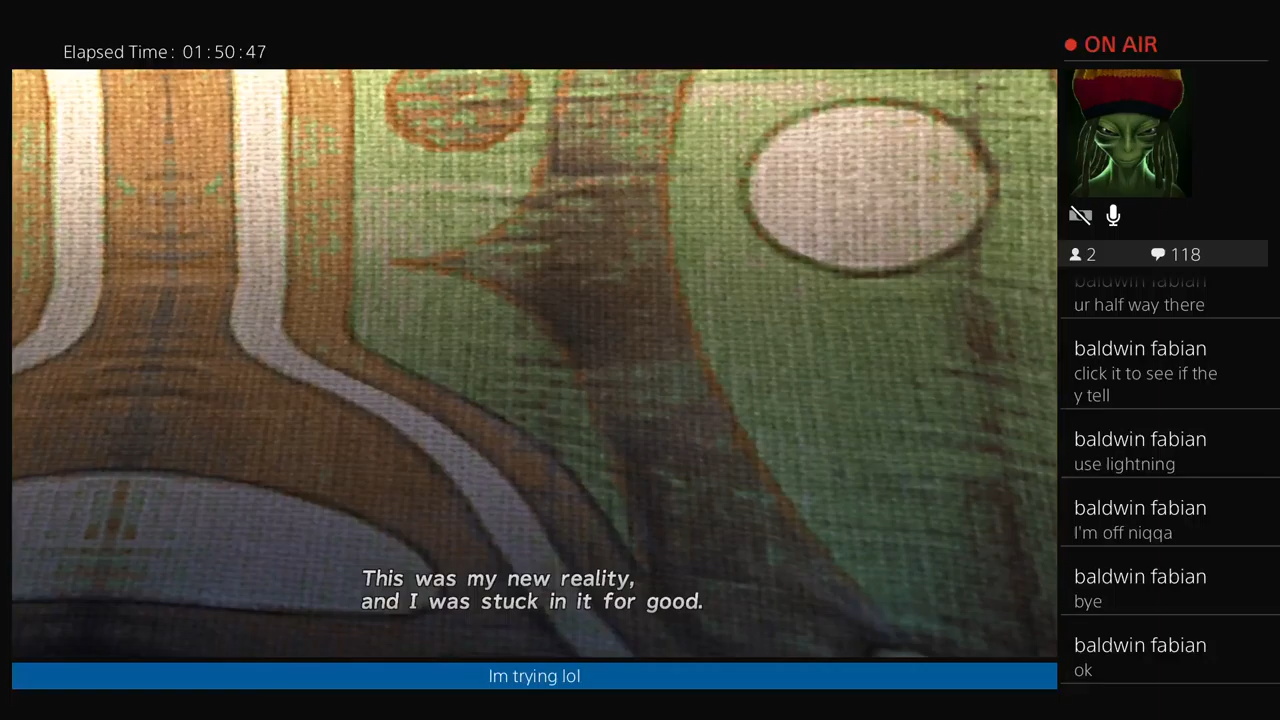 Elapsed Time: 01:50:47
ON AIR
2 118
baldwin fabian
ur half way there
baldwin fabian
click it to see if the
y tell
baldwin fabian
use lightning
baldwin fabian
I'm off niqqa
baldwin fabian
bye
baldwin fabian
ok
This was my new reality,
and I was stuck in it for good.
Im trying lol